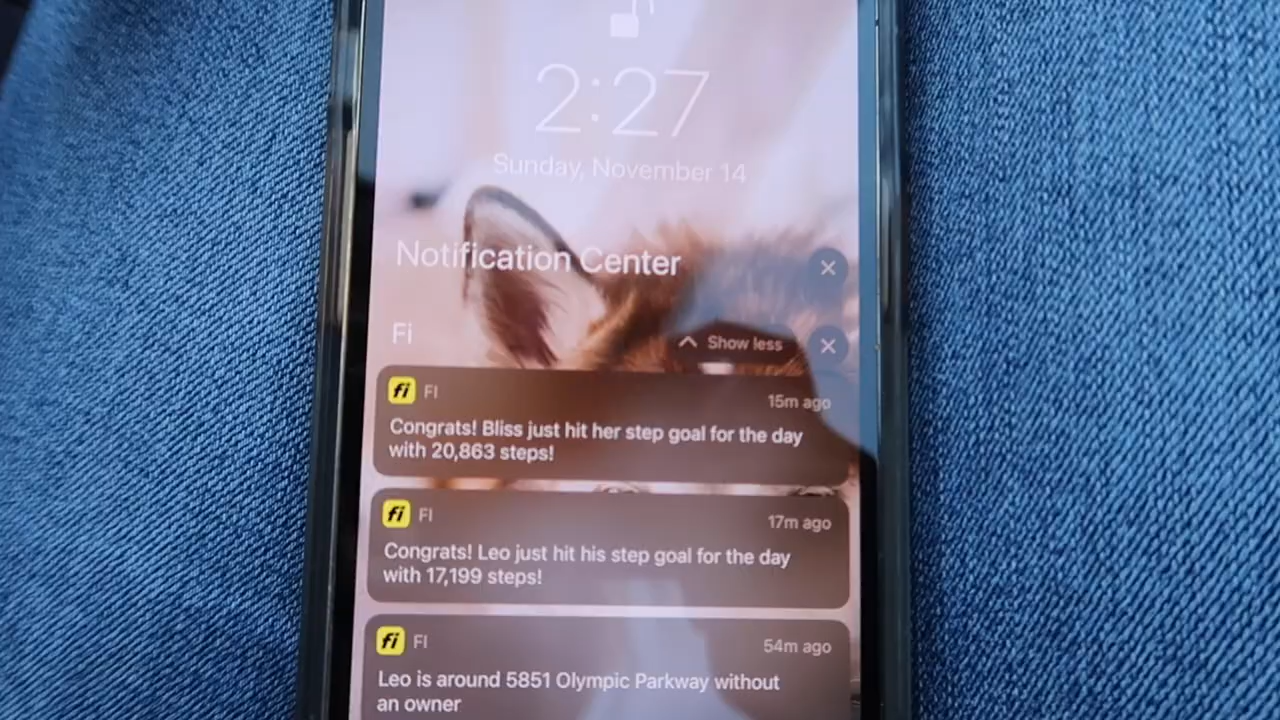 2:27
Sunday, November 14
Notification Center
Fi
Show less
fi FI
15m ago
Congrats! Bliss just hit her step goal for the day
with 20,863 steps!
fi FI
17m ago
Congrats! Leo just hit his step goal for the day
with 17,199 steps!
fi FI
54m ago
Leo is around 5851 Olympic Parkway without
an owner